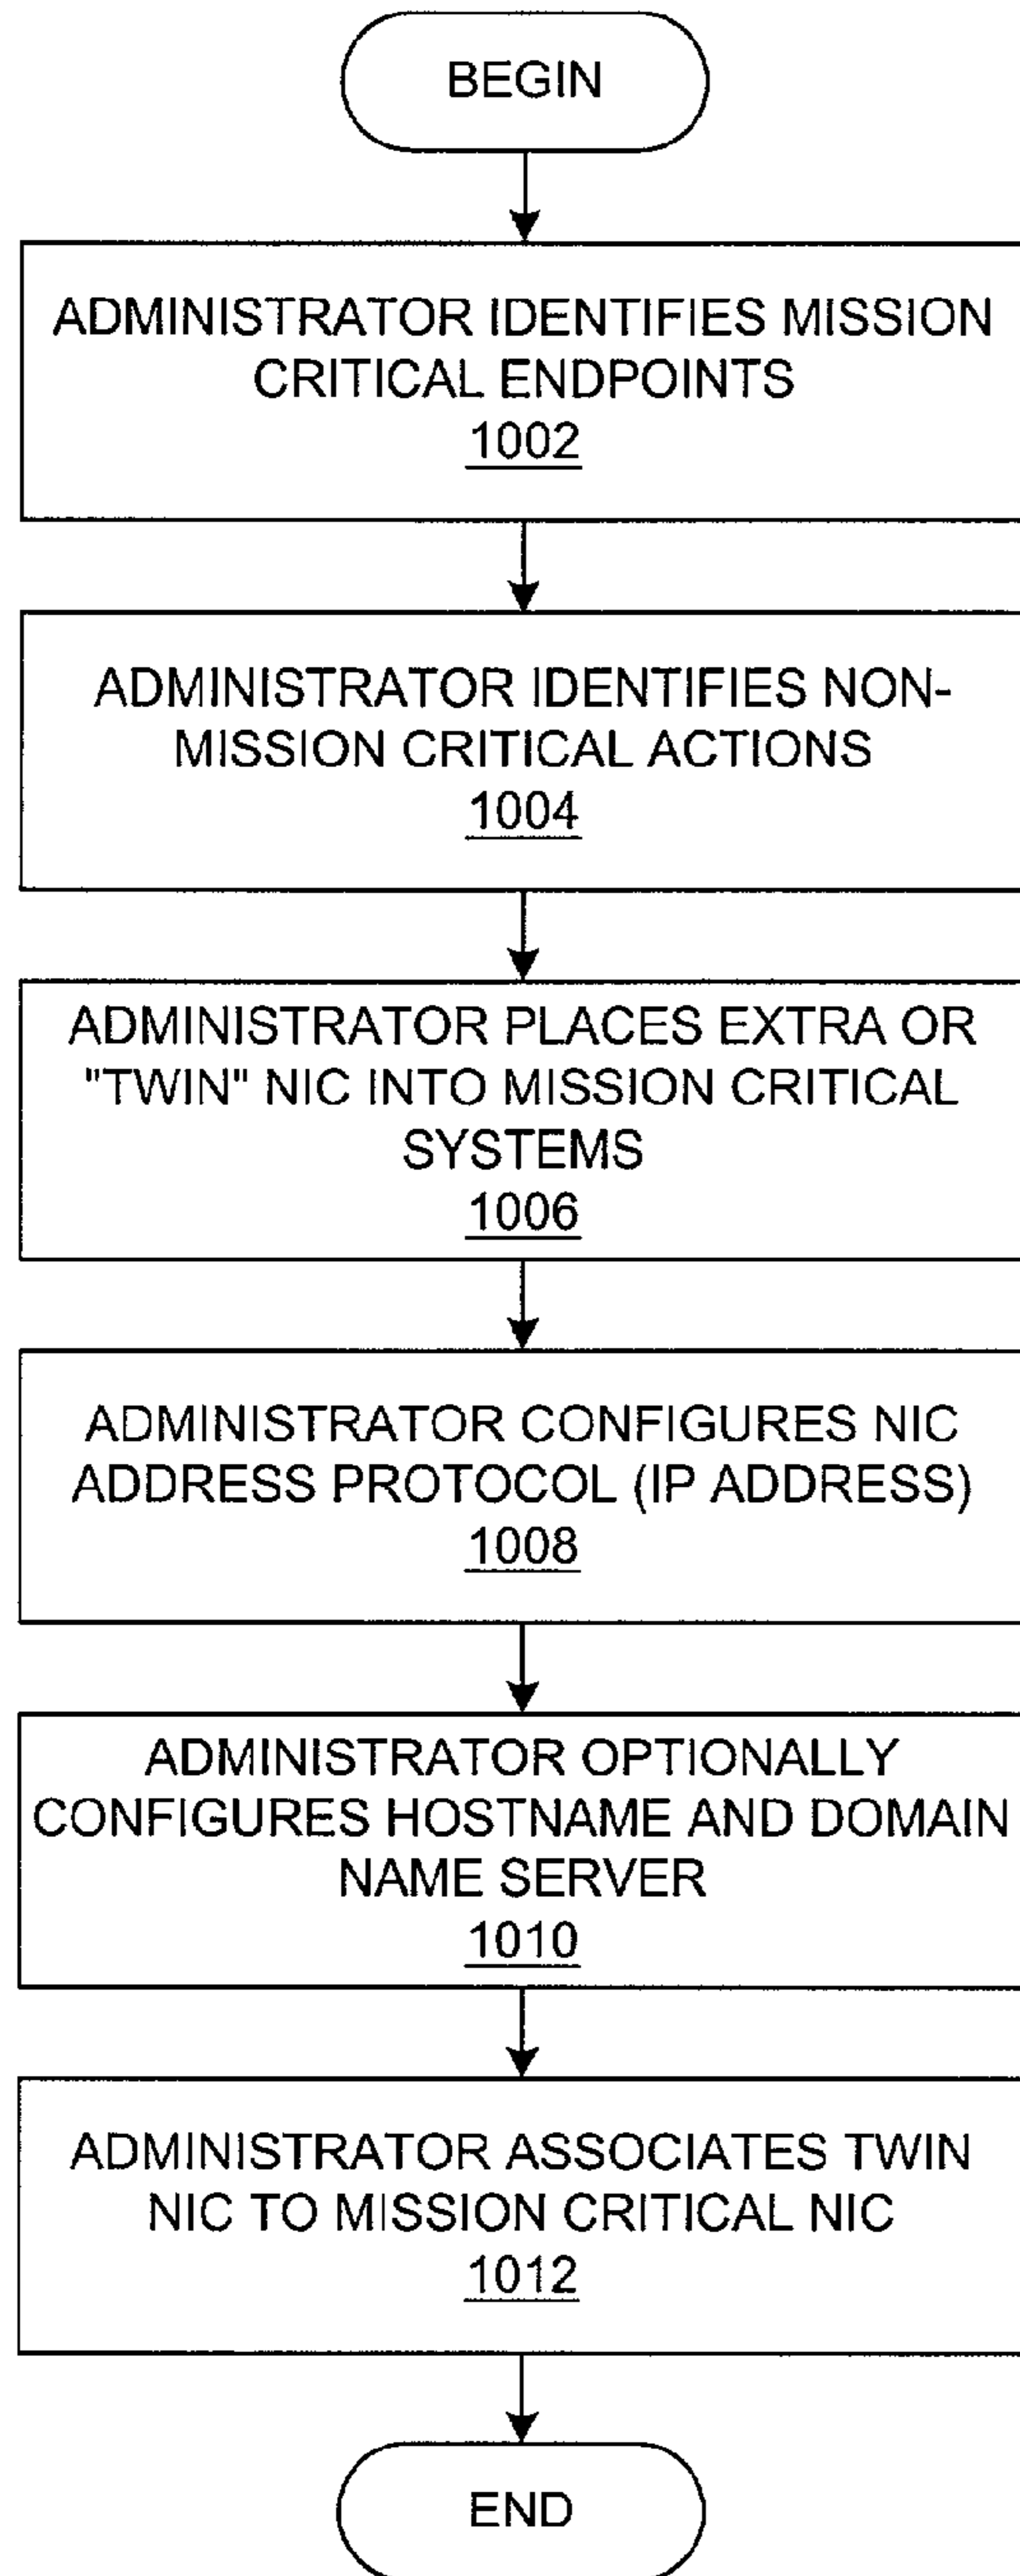 BEGIN
ADMINISTRATOR IDENTIFIES MISSION
CRITICAL ENDPOINTS
1002
ADMINISTRATOR IDENTIFIES NON-
MISSION CRITICAL ACTIONS
1004
ADMINISTRATOR PLACES EXTRA OR
"TWIN" NIC INTO MISSION CRITICAL
SYSTEMS
1006
ADMINISTRATOR CONFIGURES NIC
ADDRESS PROTOCOL (IP ADDRESS)
1008
ADMINISTRATOR OPTIONALLY
CONFIGURES HOSTNAME AND DOMAIN
NAME SERVER
1010
ADMINISTRATOR ASSOCIATES TWIN
NIC TO MISSION CRITICAL NIC
1012
END